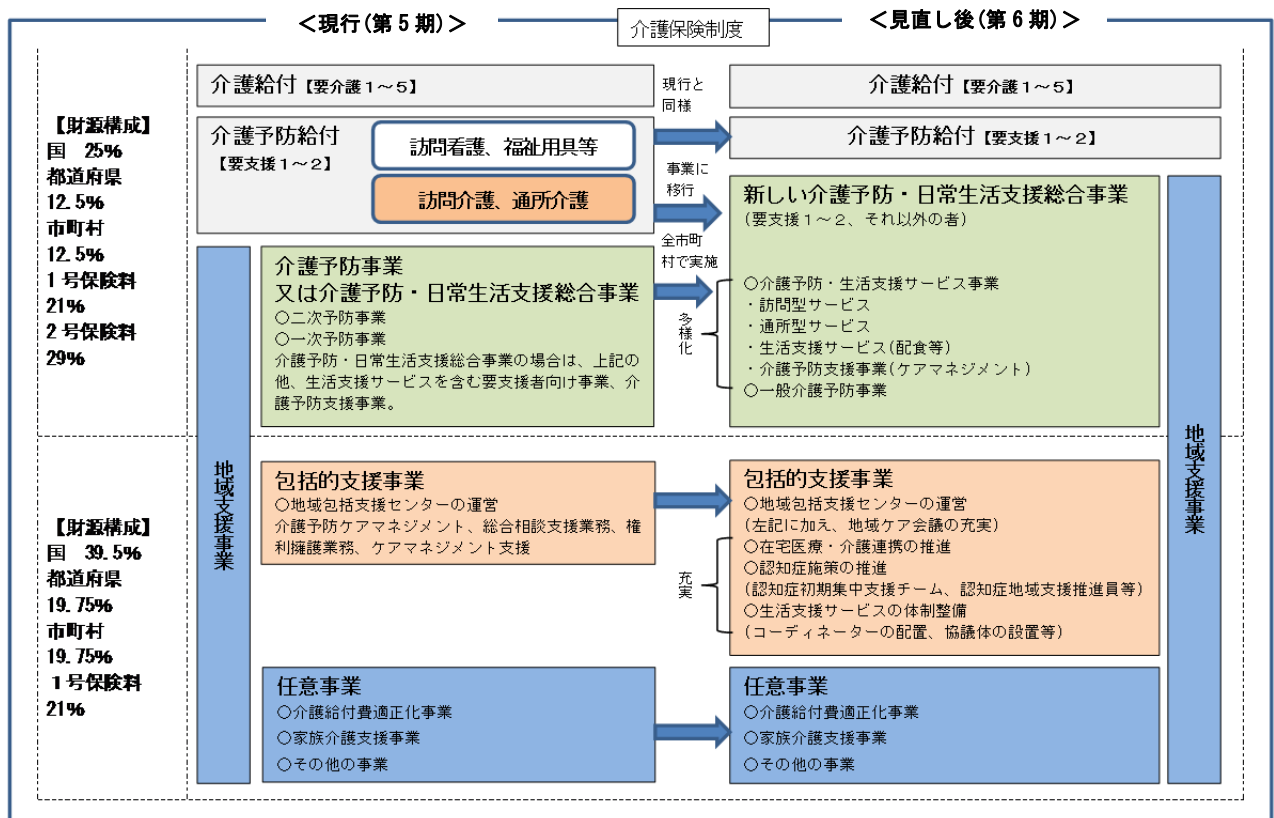 ＜現行(第５期)＞
介護保険制度
＜見直し後(第６期)＞
【財源構成】
国　25%
都道府県
12.5%
市町村
12.5%
１号保険料
21%
２号保険料
29%
介護給付【要介護１～５】
現行と
同様
介護給付【要介護１～５】
介護予防給付
【要支援１～２】
訪問看護、福祉用具等
訪問介護、通所介護
介護予防給付【要支援１～２】
事業に
移行
全市町
村で実施
多様化
新しい介護予防・日常生活支援総合事業
(要支援１～２、それ以外の者)
○介護予防・生活支援サービス事業
・訪問型サービス
・通所型サービス
・生活支援サービス(配食等)
・介護予防支援事業(ケアマネジメント)
○一般介護予防事業
介護予防事業
又は介護予防・日常生活支援総合事業
○二次予防事業
○一次予防事業
介護予防・日常生活支援総合事業の場合は、上記の
他、生活支援サービスを含む要支援者向け事業、介
護予防支援事業。
地域支援事業
地域支援事業
【財源構成】
国　39.5%
都道府県
19.75%
市町村
19.75%
１号保険料
21%
包括的支援事業
○地域包括支援センターの運営
介護予防ケアマネジメント、総合相談支援業務、権
利擁護業務、ケアマネジメント支援
充実
包括的支援事業
○地域包括支援センターの運営
(左記に加え、地域ケア会議の充実)
○在宅医療・介護連携の推進
○認知症施策の推進
(認知症初期集中支援チーム、認知症地域支援推進員等)
○生活支援サービスの体制整備
(コーディネーターの配置、協議体の設置等)
任意事業
○介護給付費適正化事業
○家族介護支援事業
○その他の事業
任意事業
○介護給付費適正化事業
○家族介護支援事業
○その他の事業